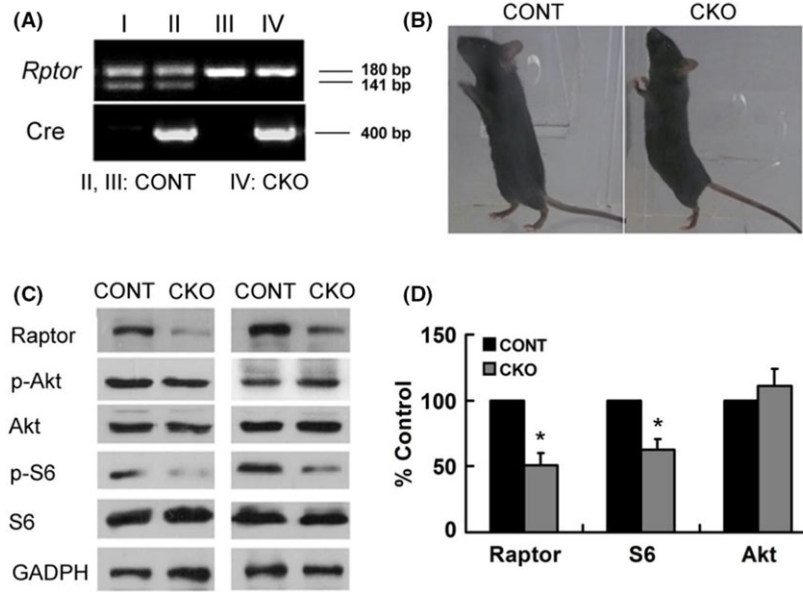 (A)
I II III IV
Rptor
180 bp
141 bp
Cre
400 bp
II, III: CONT IV: CKO
(B)
CONT CKO
(C)
CONT CKO CONT CKO
Raptor
p-Akt
Akt
p-S6
S6
GADPH
(D)
% Control
150
100
50
0
CONT
CKO
*
*
Raptor S6 Akt